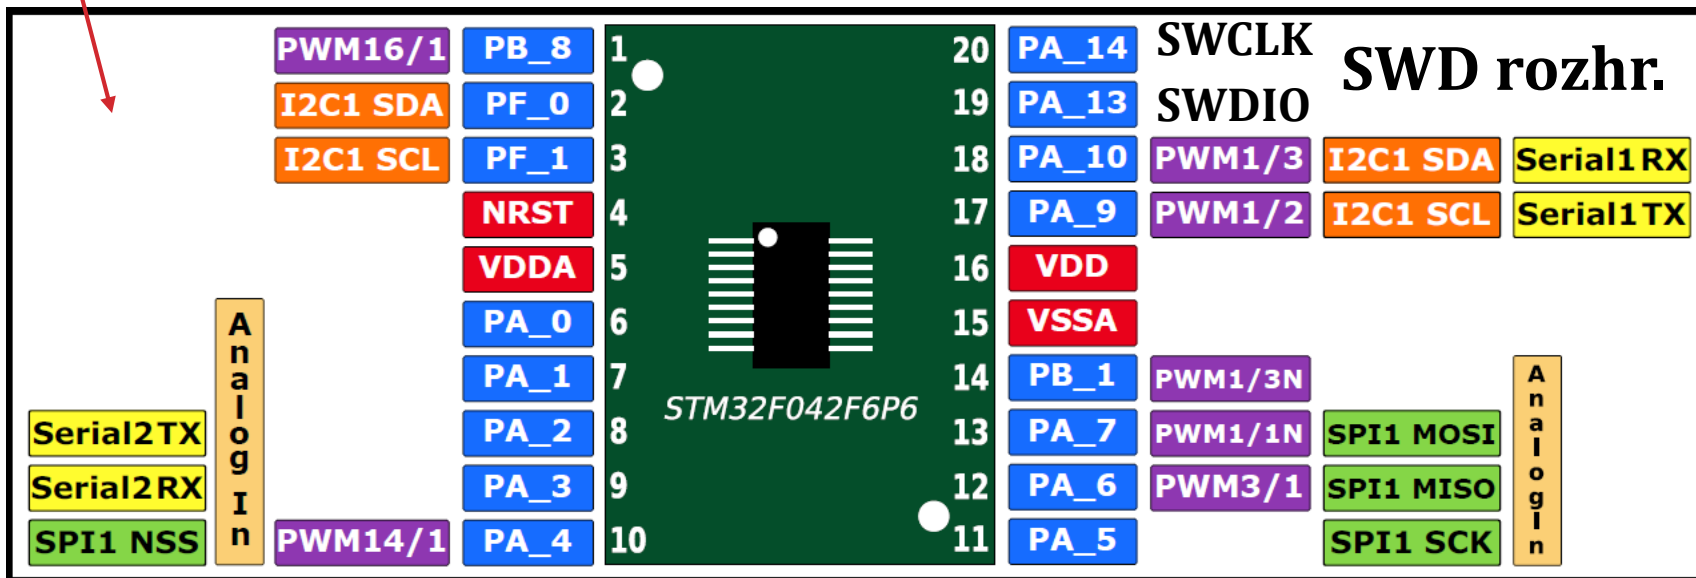 PWM16/1 PB_8 1 20 PA_14 SWCLK SWD rozhr.
I2C1 SDA PF_0 2 19 PA_13 SWDIO
I2C1 SCL PF_1 3 18 PA_10 PWM1/3 I2C1 SDA Serial1RX
NRST 4 17 PA_9 PWM1/2 I2C1 SCL Serial1TX
VDDA 5 16 VDD
PA_0 6 15 VSSA
PA_1 7 14 PB_1 PWM1/3N
STM32F042F6P6
Serial2TX PA_2 8 13 PA_7 PWM1/1N SPI1 MOSI
Serial2RX PA_3 9 12 PA_6 PWM3/1 SPI1 MISO
SPI1 NSS PWM14/1 PA_4 10 11 PA_5 SPI1 SCK
Analog In
AnalogIn